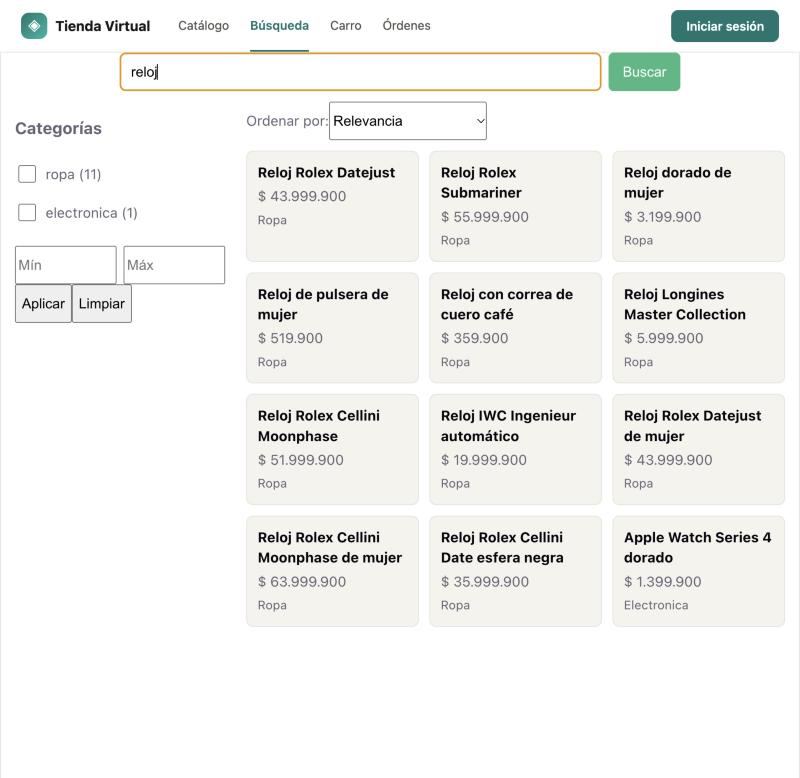 Tienda Virtual
Catálogo
Búsqueda
Carro
Órdenes
Iniciar sesión
reloj
Buscar
Categorías
ropa (11)
electronica (1)
Mín
Máx
Aplicar
Limpiar
Ordenar por:
Relevancia
Reloj Rolex Datejust
$ 43.999.900
Ropa
Reloj Rolex
Submariner
$ 55.999.900
Ropa
Reloj dorado de
mujer
$ 3.199.900
Ropa
Reloj de pulsera de
mujer
$ 519.900
Ropa
Reloj con correa de
cuero café
$ 359.900
Ropa
Reloj Longines
Master Collection
$ 5.999.900
Ropa
Reloj Rolex Cellini
Moonphase
$ 51.999.900
Ropa
Reloj IWC Ingenieur
automático
$ 19.999.900
Ropa
Reloj Rolex Datejust
de mujer
$ 43.999.900
Ropa
Reloj Rolex Cellini
Moonphase de mujer
$ 63.999.900
Ropa
Reloj Rolex Cellini
Date esfera negra
$ 35.999.900
Ropa
Apple Watch Series 4
dorado
$ 1.399.900
Electronica